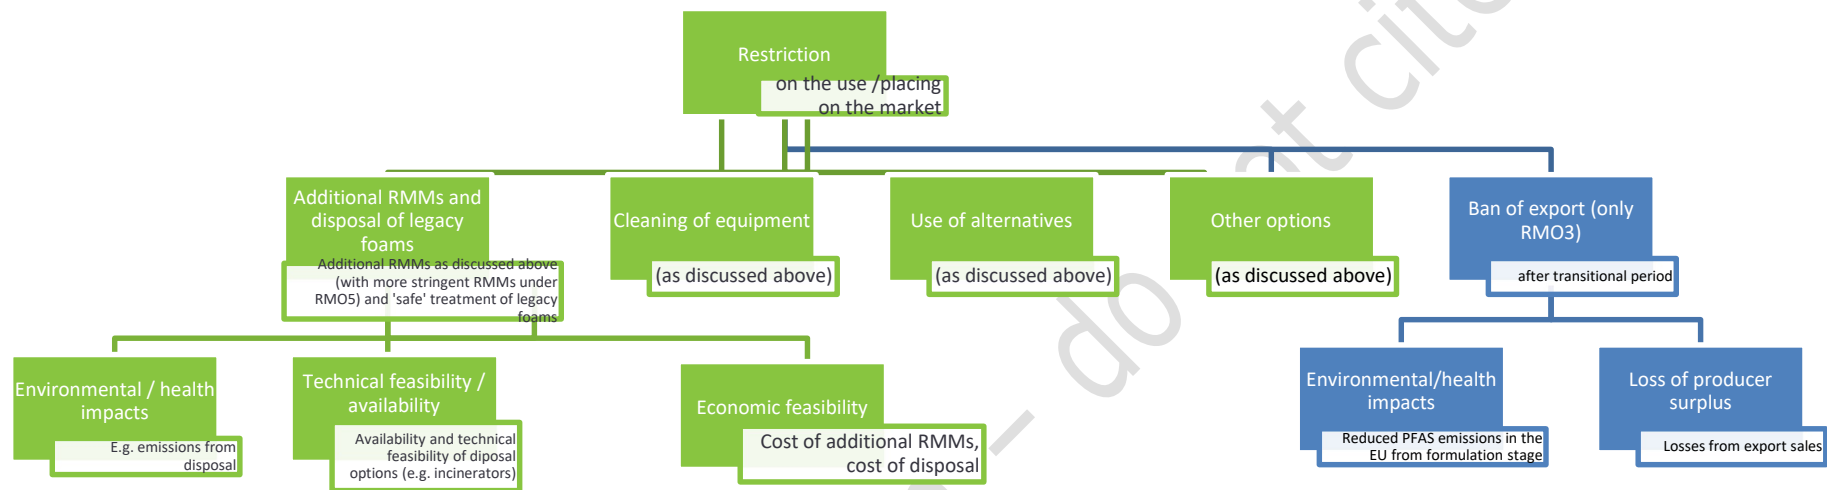 Restriction
on the use /placing
on the market
Additional RMMs and
disposal of legacy
foams
Additional RMMs as discussed above
(with more stringent RMMs under
RMO5) and 'safe' treatment of legacy
foams
Cleaning of equipment
(as discussed above)
Use of alternatives
(as discussed above)
Other options
(as discussed above)
Ban of export (only
RMO3)
after transitional period
Environmental / health
impacts
E.g. emissions from
disposal
Technical feasibility /
availability
Availability and technical
feasibility of diposal
options (e.g. incinerators)
Economic feasibility
Cost of additional RMMs,
cost of disposal
Environmental/health
impacts
Reduced PFAS emissions in the
EU from formulation stage
Loss of producer
surplus
Losses from export sales
– do